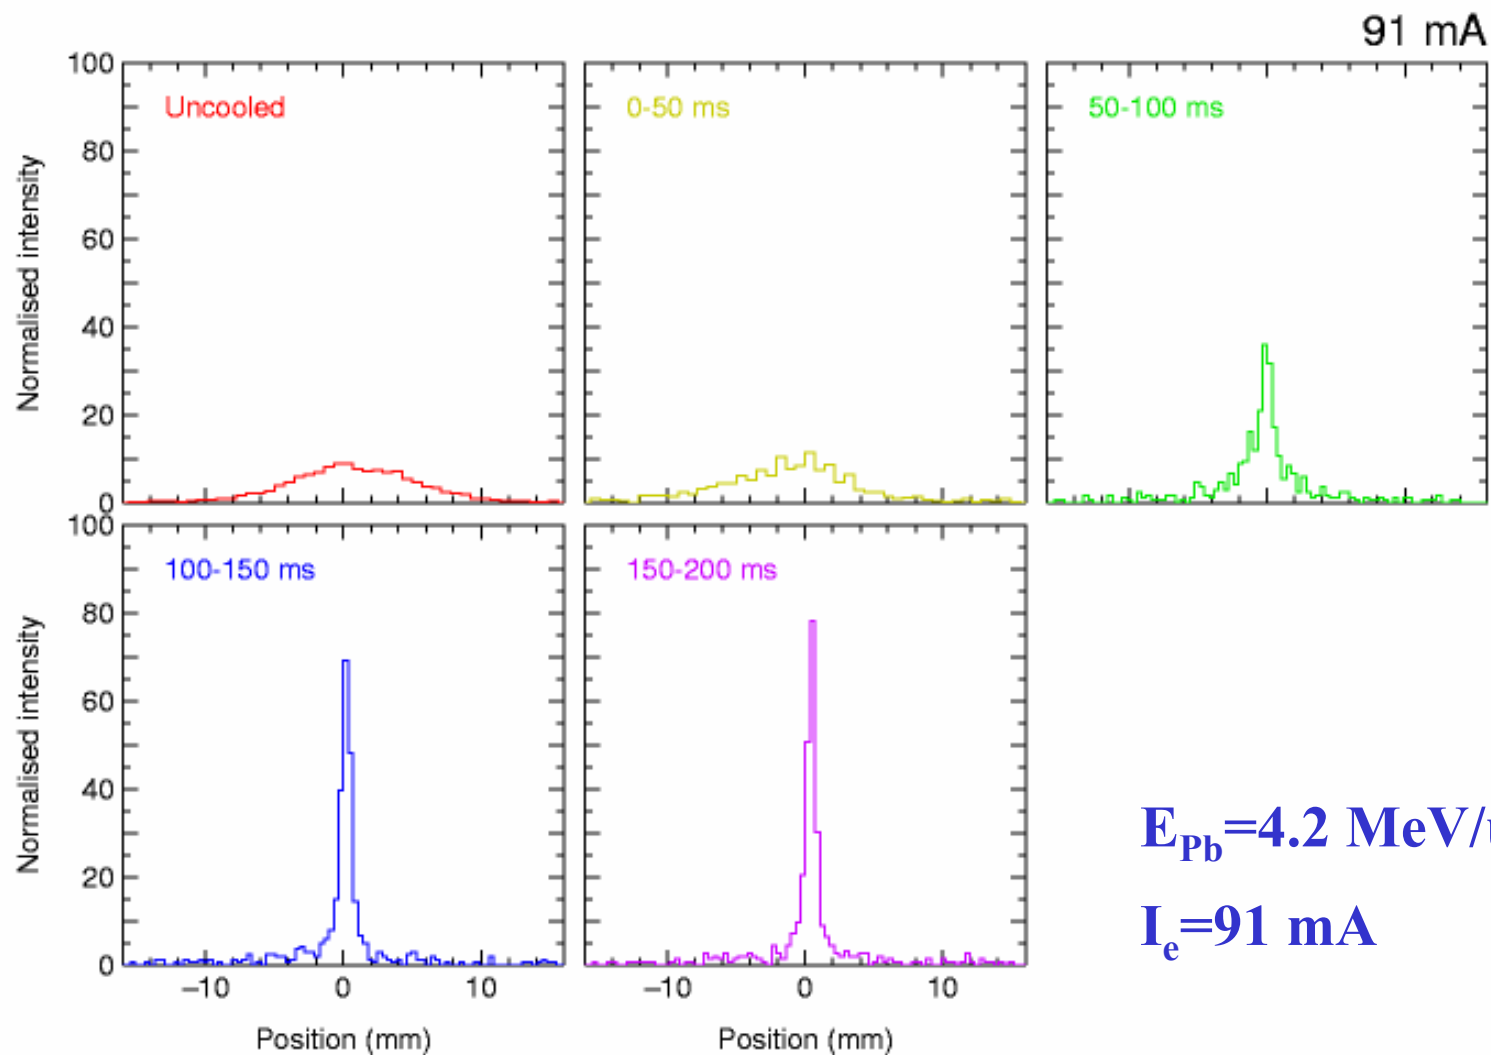 91 mA
100
80
60
40
20
0
Normalised intensity
Uncooled
0-50 ms
50-100 ms
100
80
60
40
20
0
Normalised intensity
100-150 ms
150-200 ms
−10 0 10
−10 0 10
Position (mm)
Position (mm)
E_Pb=4.2 MeV/
I_e=91 mA